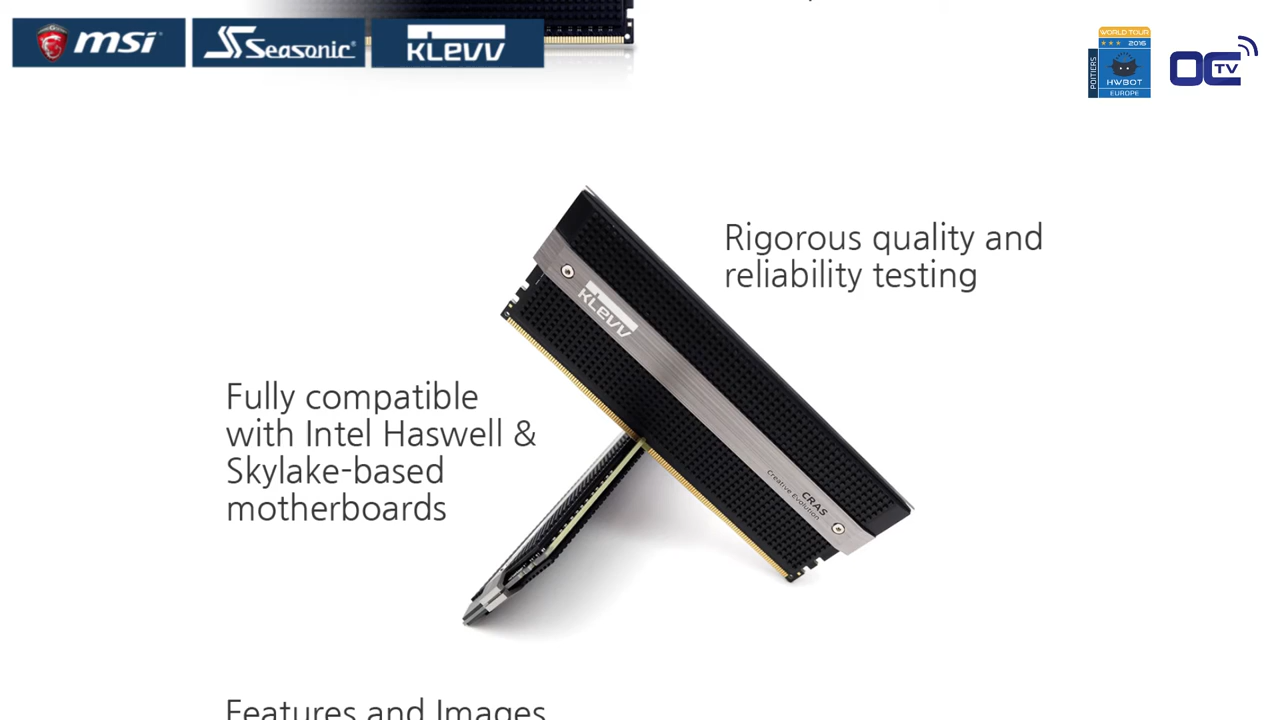 msi
Seasonic
KLEVV
WORLD TOUR
2016
POITIERS
HWBOT
EUROPE
OC TV
Rigorous quality and
reliability testing
KLEVV
CRAS
Creative Evolution
Fully compatible
with Intel Haswell &
Skylake-based
motherboards
Features and Images